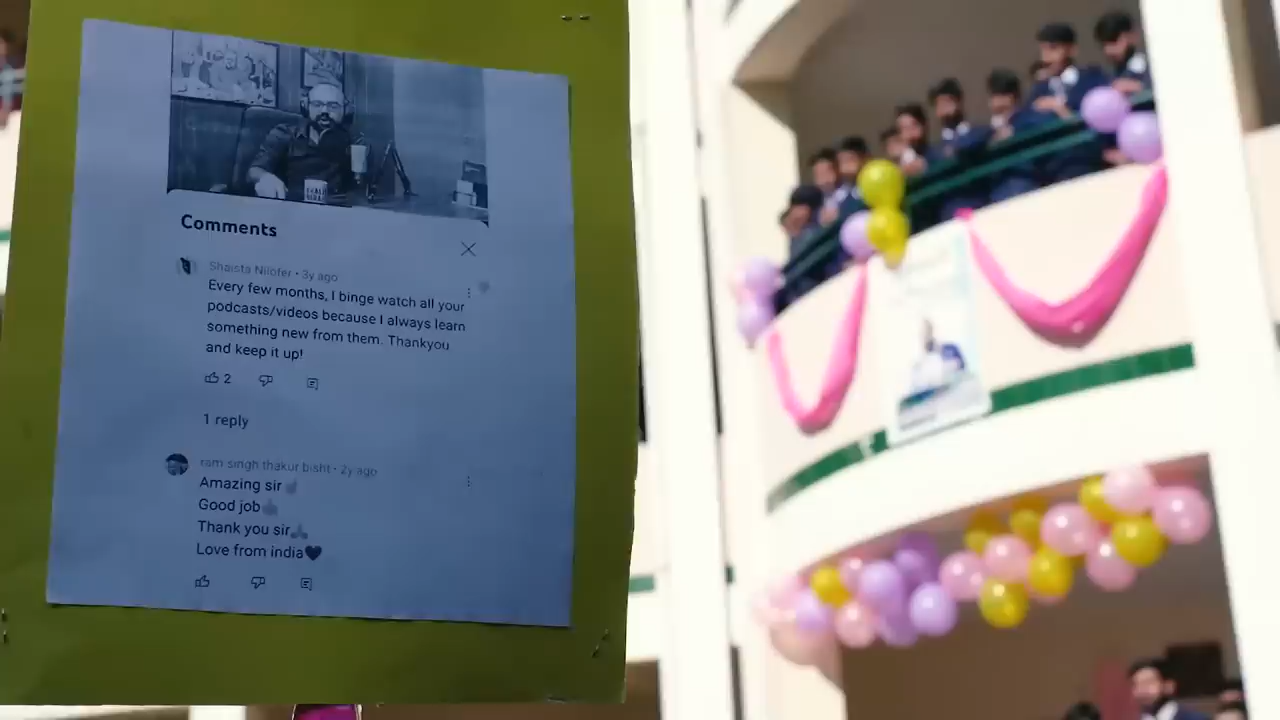 Comments
Shaista Nilofer • 3y ago
Every few months, I binge watch all your
podcasts/videos because I always learn
something new from them. Thankyou
and keep it up!
2
1 reply
ram singh thakur bisht • 2y ago
Amazing sir
Good job
Thank you sir🙏
Love from india🖤